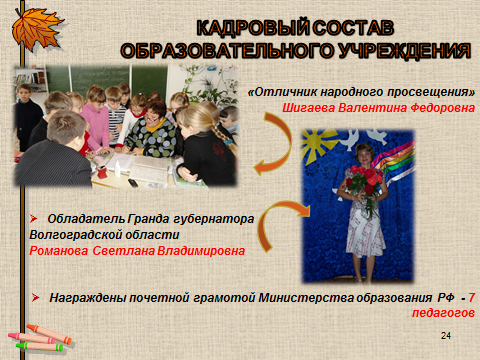 КАДРОВЫЙ СОСТАВ
ОБРАЗОВАТЕЛЬНОГО УЧРЕЖДЕНИЯ
«Отличник народного просвещения»
Шигаева Валентина Федоровна
Обладатель Гранда губернатора
Волгоградской области
Романова Светлана Владимировна
Награждены почетной грамотой Министерства образования РФ - 7
педагогов
24